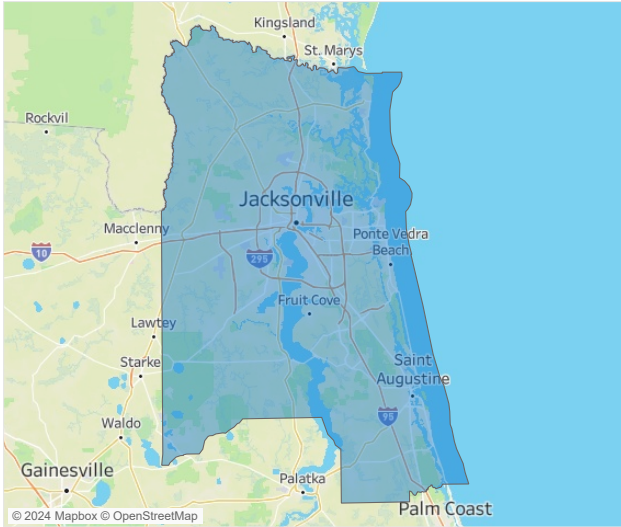 Kingsland
St. Marys
Rockvil
Jacksonville
Macclenny
Ponte Vedra
Beach
10
295
Fruit Cove
Lawtey
Starke
Saint
Augustine
95
Waldo
Gainesville
Palatka
Palm Coast
© 2024 Mapbox © OpenStreetMap